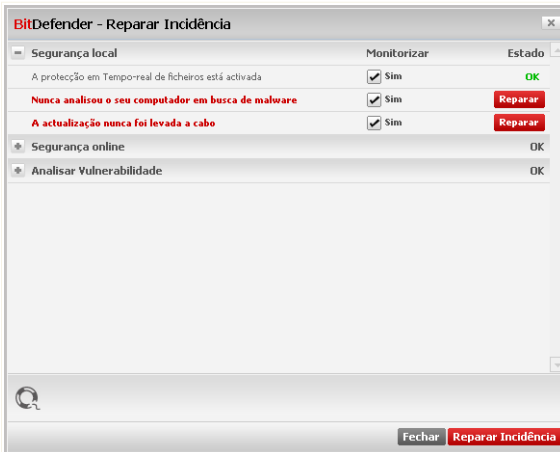 BitDefender - Reparar Incidência
Segurança local Monitorizar Estado
A protecção em Tempo-real de ficheiros está activada Sim OK
Nunca analisou o seu computador em busca de malware Sim Reparar
A actualização nunca foi levada a cabo Sim Reparar
Segurança online OK
Analisar Vulnerabilidade OK
Fechar Reparar Incidência